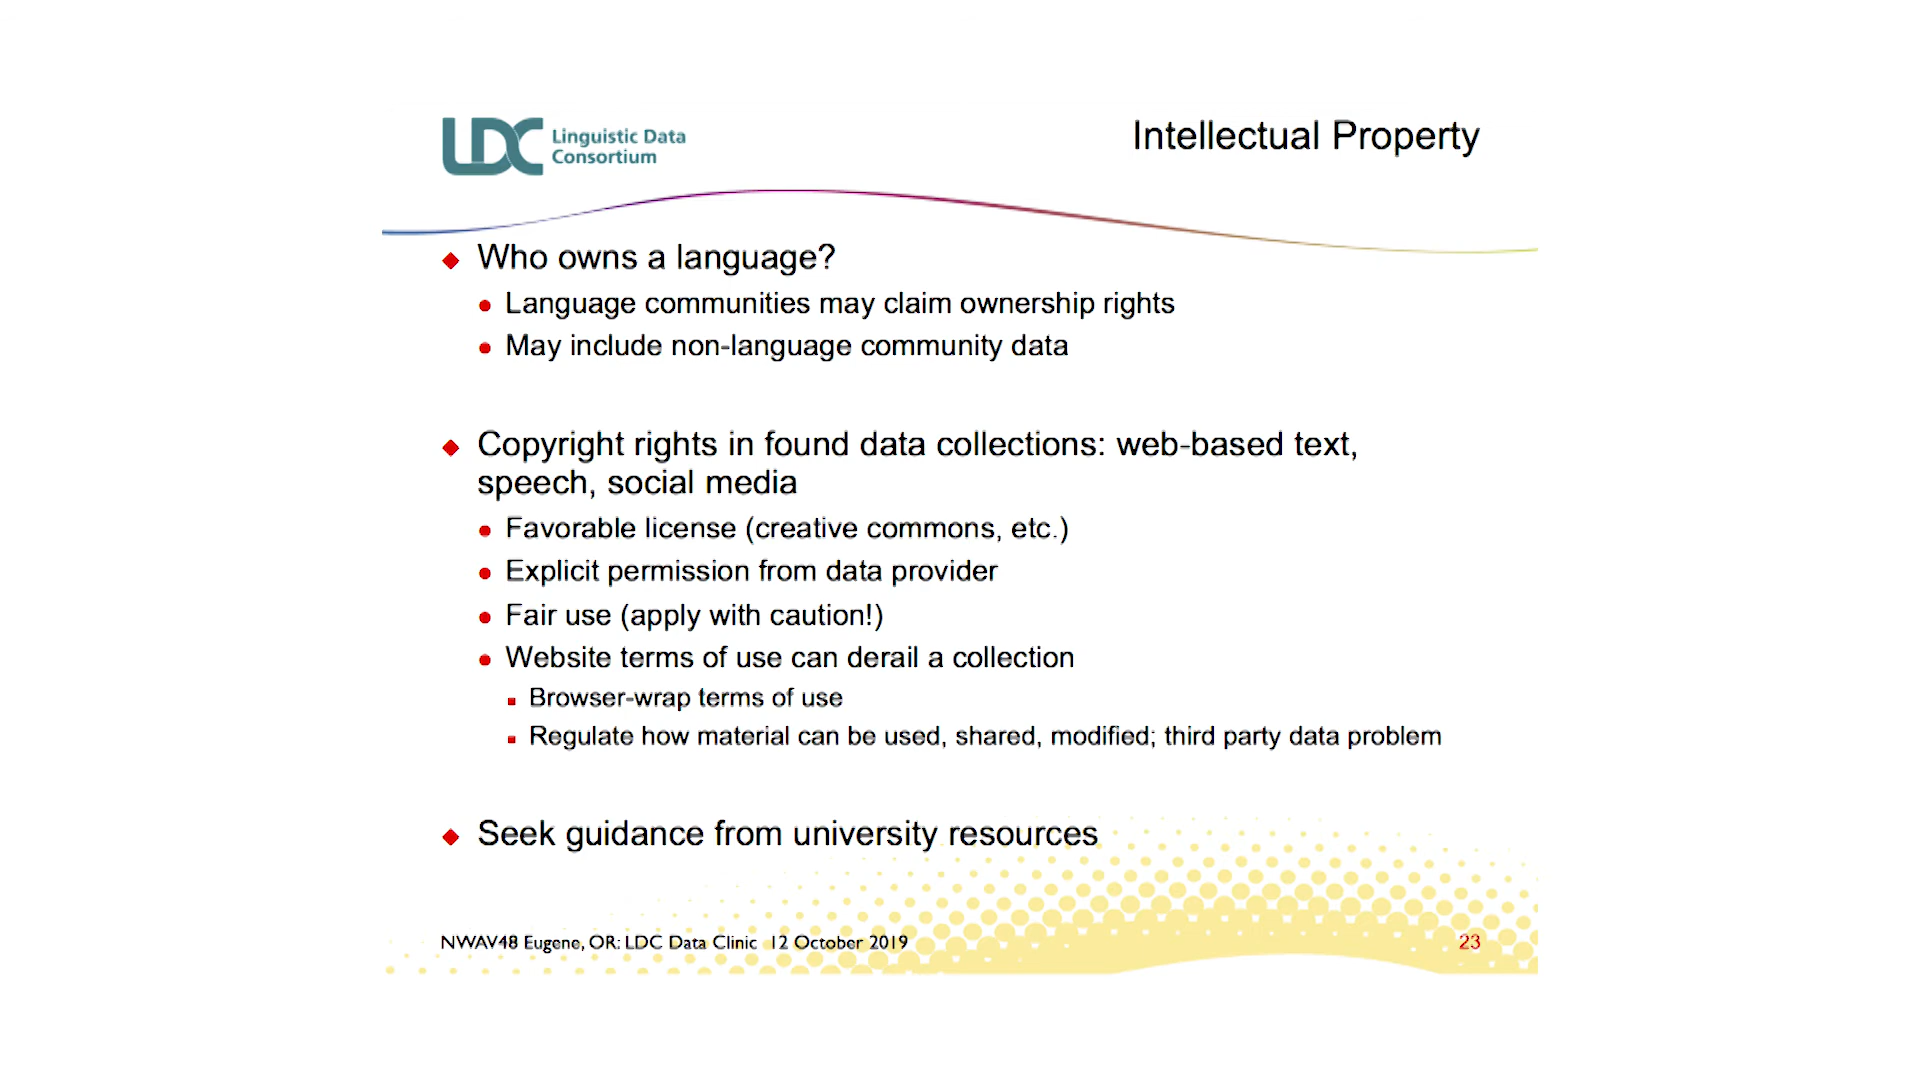 LDC Linguistic Data
Consortium
Intellectual Property
Who owns a language?
Language communities may claim ownership rights
May include non-language community data
Copyright rights in found data collections: web-based text,
speech, social media
Favorable license (creative commons, etc.)
Explicit permission from data provider
Fair use (apply with caution!)
Website terms of use can derail a collection
Browser-wrap terms of use
Regulate how material can be used, shared, modified; third party data problem
Seek guidance from university resources
NWAV48 Eugene, OR: LDC Data Clinic 12 October 2019
23